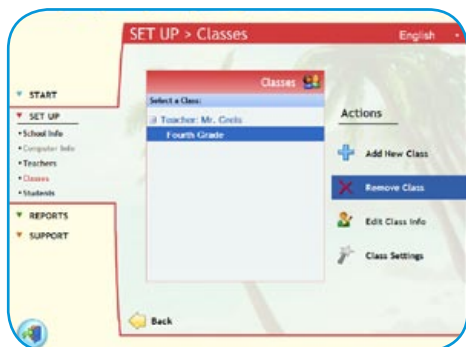 SET UP > Classes
English
START
SET UP
• School Info
• Computer Info
• Teachers
• Classes
• Students
REPORTS
SUPPORT
Classes
Select a Class:
Teacher: Mr. Greis
Fourth Grade
Actions
Add New Class
Remove Class
Edit Class Info
Class Settings
Back